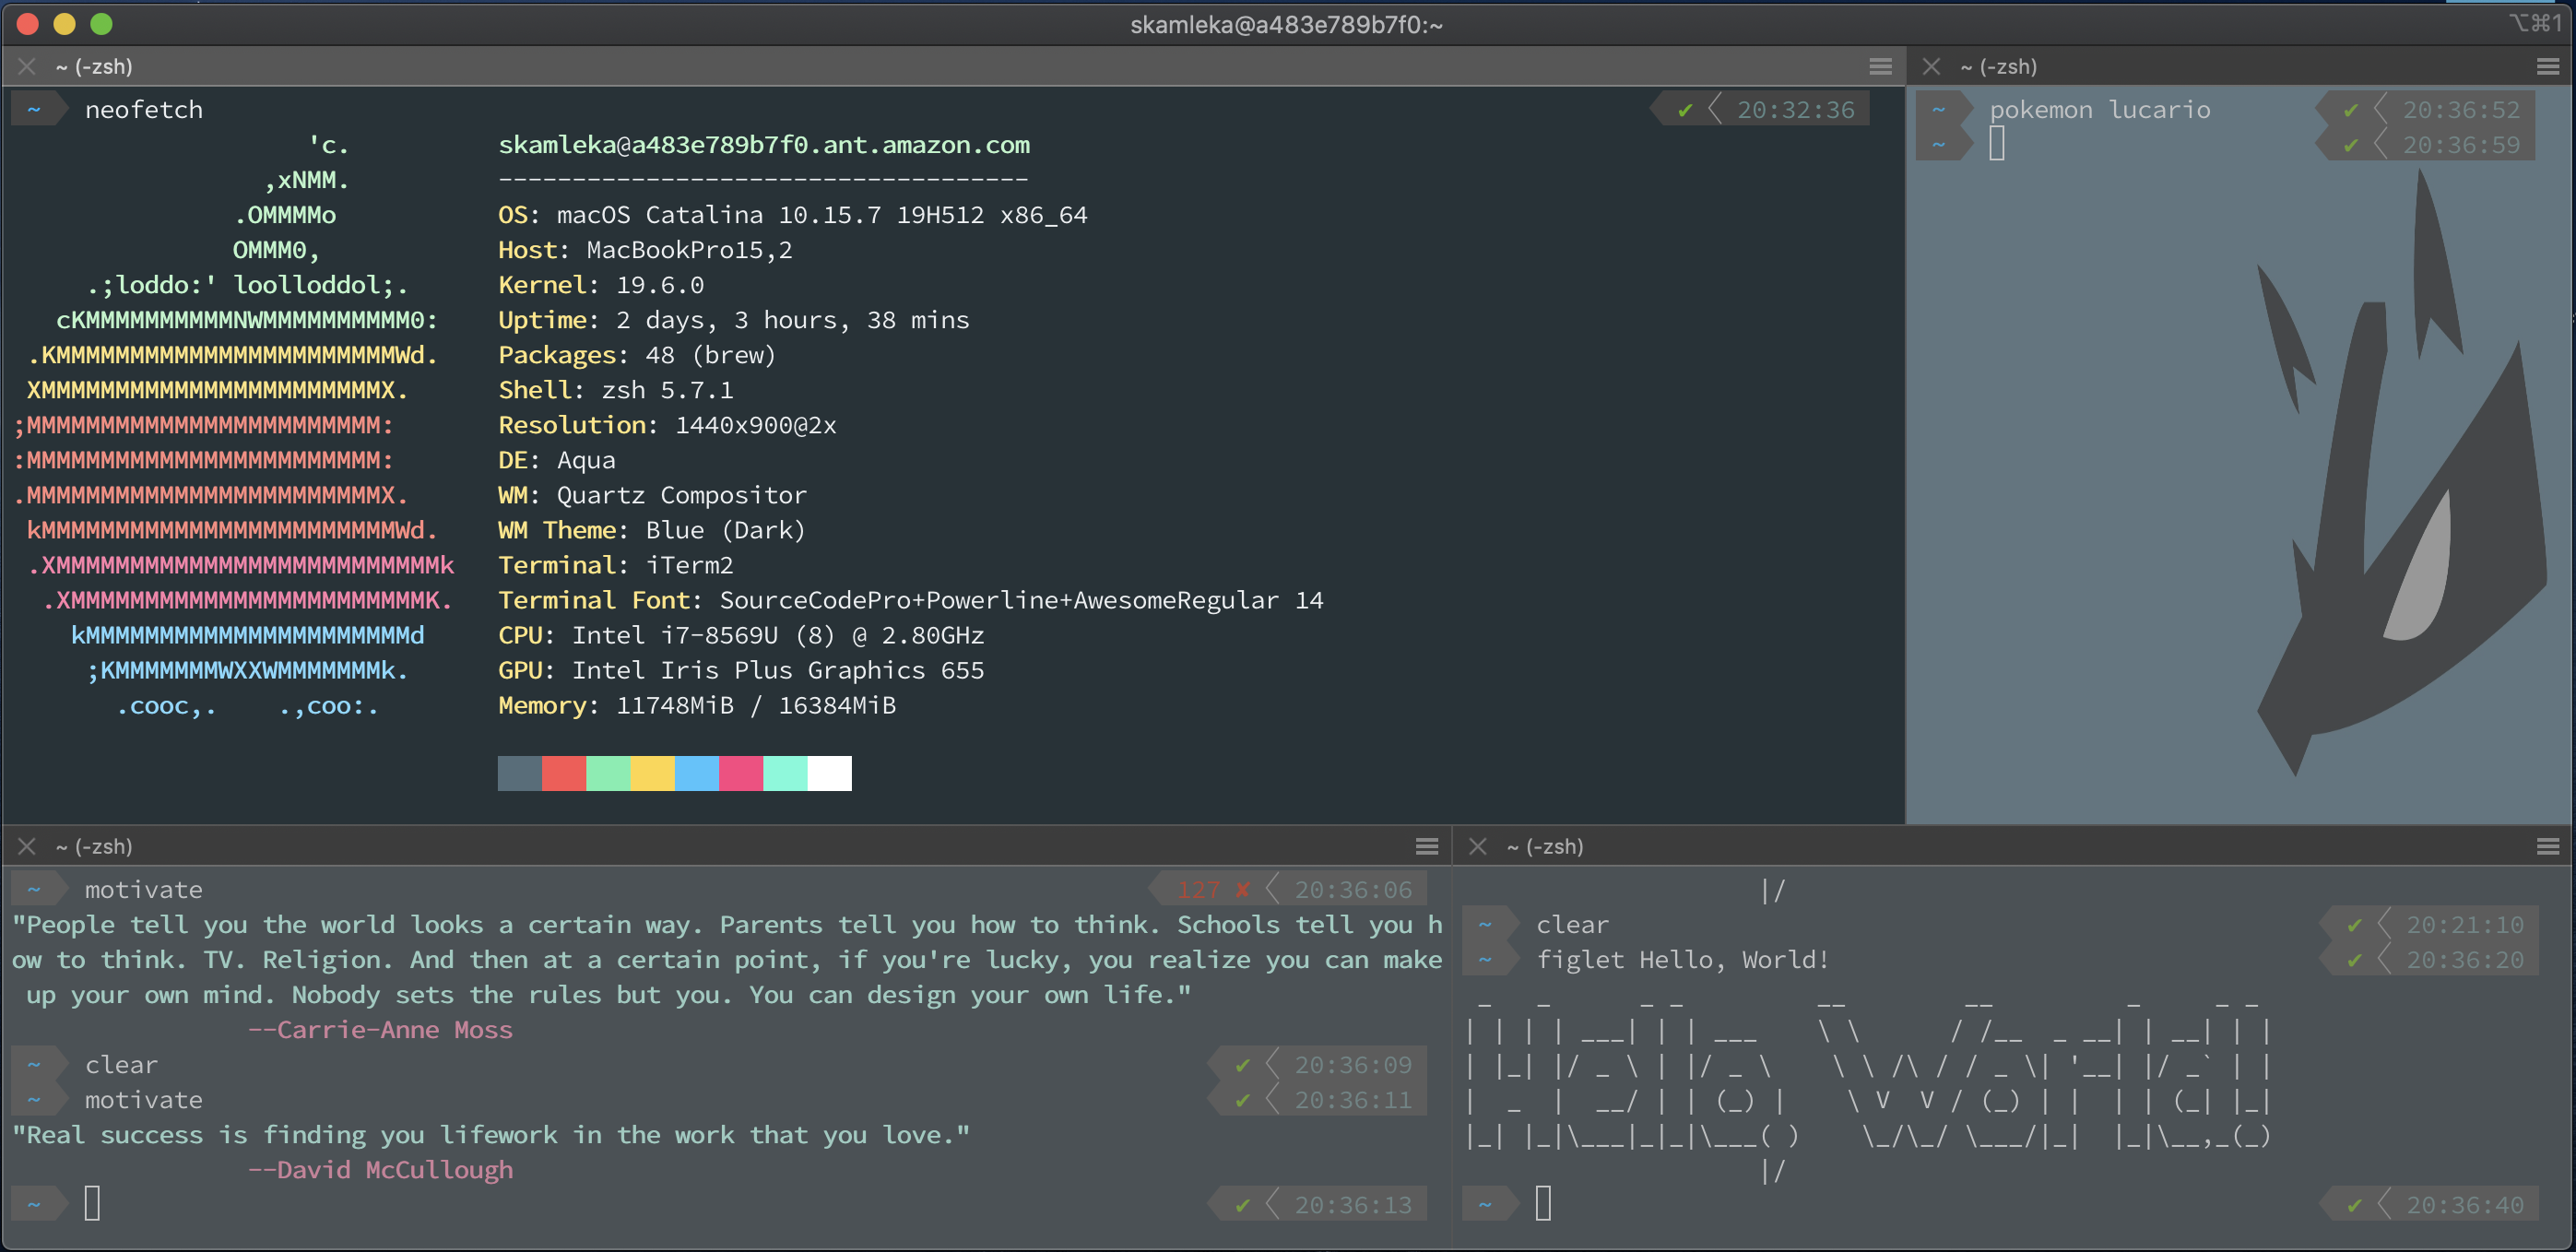 skamleka@a483e789b7f0:~
⌥⌘1
~ (-zsh)
~ neofetch ✔ 20:32:36
                    'c.          skamleka@a483e789b7f0.ant.amazon.com
                 ,xNMM.          ------------------------------------
               .OMMMMo           OS: macOS Catalina 10.15.7 19H512 x86_64
               OMMM0,            Host: MacBookPro15,2
     .;loddo:' loolloddol;.      Kernel: 19.6.0
   cKMMMMMMMMMMNWMMMMMMMMMM0:    Uptime: 2 days, 3 hours, 38 mins
 .KMMMMMMMMMMMMMMMMMMMMMMMWd.    Packages: 48 (brew)
 XMMMMMMMMMMMMMMMMMMMMMMMX.      Shell: zsh 5.7.1
;MMMMMMMMMMMMMMMMMMMMMMMM:       Resolution: 1440x900@2x
:MMMMMMMMMMMMMMMMMMMMMMMM:       DE: Aqua
.MMMMMMMMMMMMMMMMMMMMMMMMX.      WM: Quartz Compositor
 kMMMMMMMMMMMMMMMMMMMMMMMMWd.    WM Theme: Blue (Dark)
 .XMMMMMMMMMMMMMMMMMMMMMMMMMMk   Terminal: iTerm2
  .XMMMMMMMMMMMMMMMMMMMMMMMMK.   Terminal Font: SourceCodePro+Powerline+AwesomeRegular 14
    kMMMMMMMMMMMMMMMMMMMMMMd     CPU: Intel i7-8569U (8) @ 2.80GHz
     ;KMMMMMMMWXXWMMMMMMMk.      GPU: Intel Iris Plus Graphics 655
       .cooc,.    .,coo:.        Memory: 11748MiB / 16384MiB
~ (-zsh)
~ pokemon lucario ✔ 20:36:52
~ ✔ 20:36:59
~ (-zsh)
~ motivate 127 ✘ 20:36:06
"People tell you the world looks a certain way. Parents tell you how to think. Schools tell you h
ow to think. TV. Religion. And then at a certain point, if you're lucky, you realize you can make
 up your own mind. Nobody sets the rules but you. You can design your own life."
                --Carrie-Anne Moss
~ clear ✔ 20:36:09
~ motivate ✔ 20:36:11
"Real success is finding you lifework in the work that you love."
                --David McCullough
~ ✔ 20:36:13
~ (-zsh)
                    |/
~ clear ✔ 20:21:10
~ figlet Hello, World! ✔ 20:36:20
 _   _      _ _         __        __         _     _ _
| | | | ___| | | ___    \ \      / /__  _ __| | __| | |
| |_| |/ _ \ | |/ _ \    \ \ /\ / / _ \| '__| |/ _` | |
|  _  |  __/ | | (_) |    \ V  V / (_) | |  | | (_| |_|
|_| |_|\___|_|_|\___( )    \_/\_/ \___/|_|  |_|\__,_(_)
                    |/
~ ✔ 20:36:40